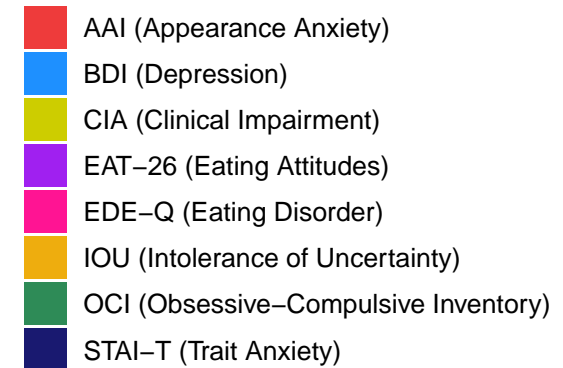 AAI (Appearance Anxiety)
BDI (Depression)
CIA (Clinical Impairment)
EAT−26 (Eating Attitudes)
EDE−Q (Eating Disorder)
IOU (Intolerance of Uncertainty)
OCI (Obsessive−Compulsive Inventory)
STAI−T (Trait Anxiety)